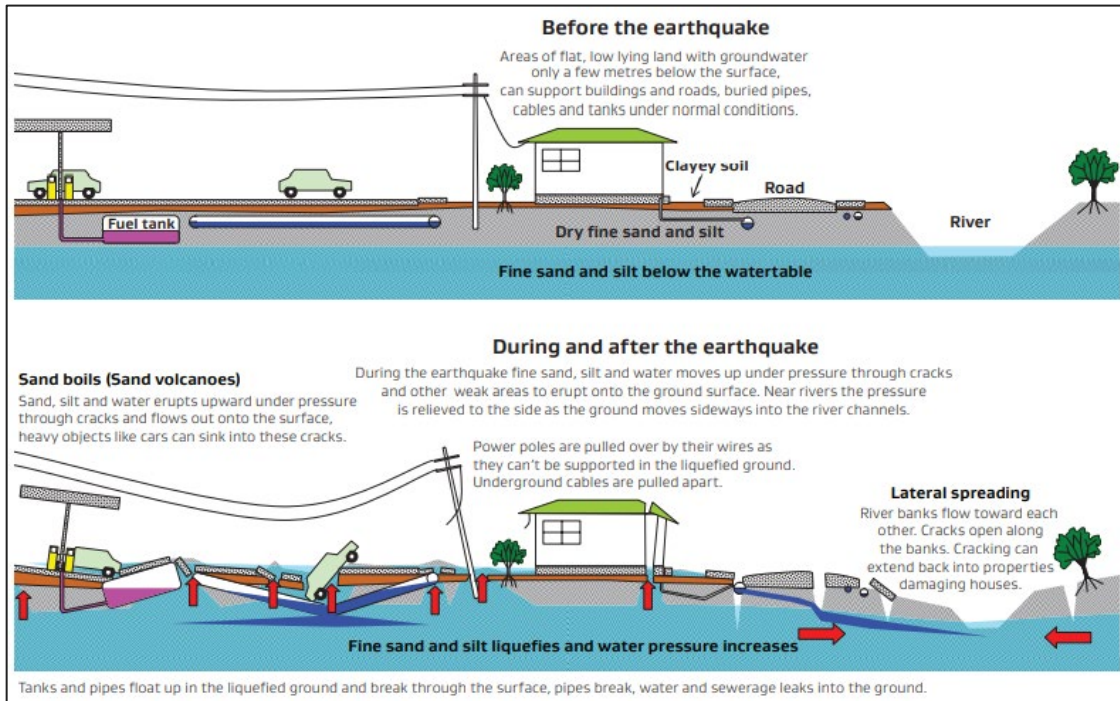 Before the earthquake
Areas of flat, low lying land with groundwater
only a few metres below the surface,
can support buildings and roads, buried pipes,
cables and tanks under normal conditions.
Clayey soil
Road
Fuel tank
Dry fine sand and silt
River
Fine sand and silt below the watertable
During and after the earthquake
During the earthquake fine sand, silt and water moves up under pressure through cracks
and other weak areas to erupt onto the ground surface. Near rivers the pressure
is relieved to the side as the ground moves sideways into the river channels.
Sand boils (Sand volcanoes)
Sand, silt and water erupts upward under pressure
through cracks and flows out onto the surface,
heavy objects like cars can sink into these cracks.
Power poles are pulled over by their wires as
they can't be supported in the liquefied ground.
Underground cables are pulled apart.
Lateral spreading
River banks flow toward each
other. Cracks open along
the banks. Cracking can
extend back into properties
damaging houses.
Fine sand and silt liquefies and water pressure increases
Tanks and pipes float up in the liquefied ground and break through the surface, pipes break, water and sewerage leaks into the ground.